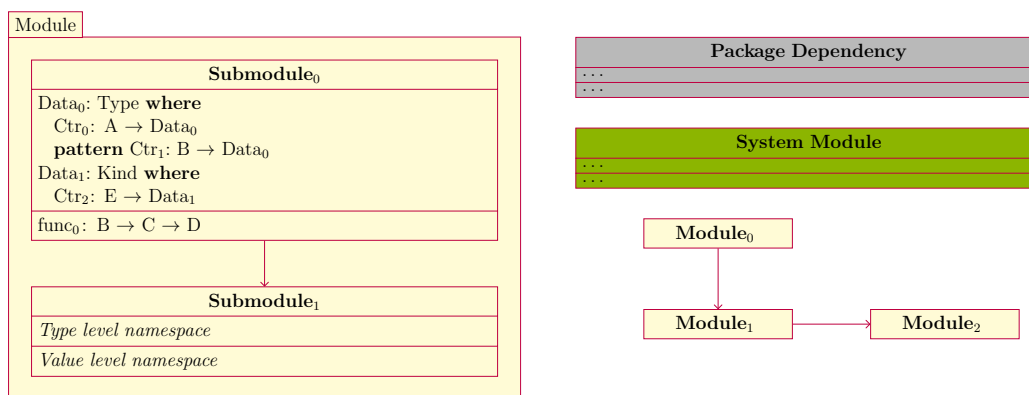 Module
Submodule₀
Data₀: Type where
Ctr₀: A → Data₀
pattern Ctr₁: B → Data₀
Data₁: Kind where
Ctr₂: E → Data₁
func₀: B → C → D
Submodule₁
Type level namespace
Value level namespace
Package Dependency
...
...
System Module
...
...
Module₀
Module₁
Module₂